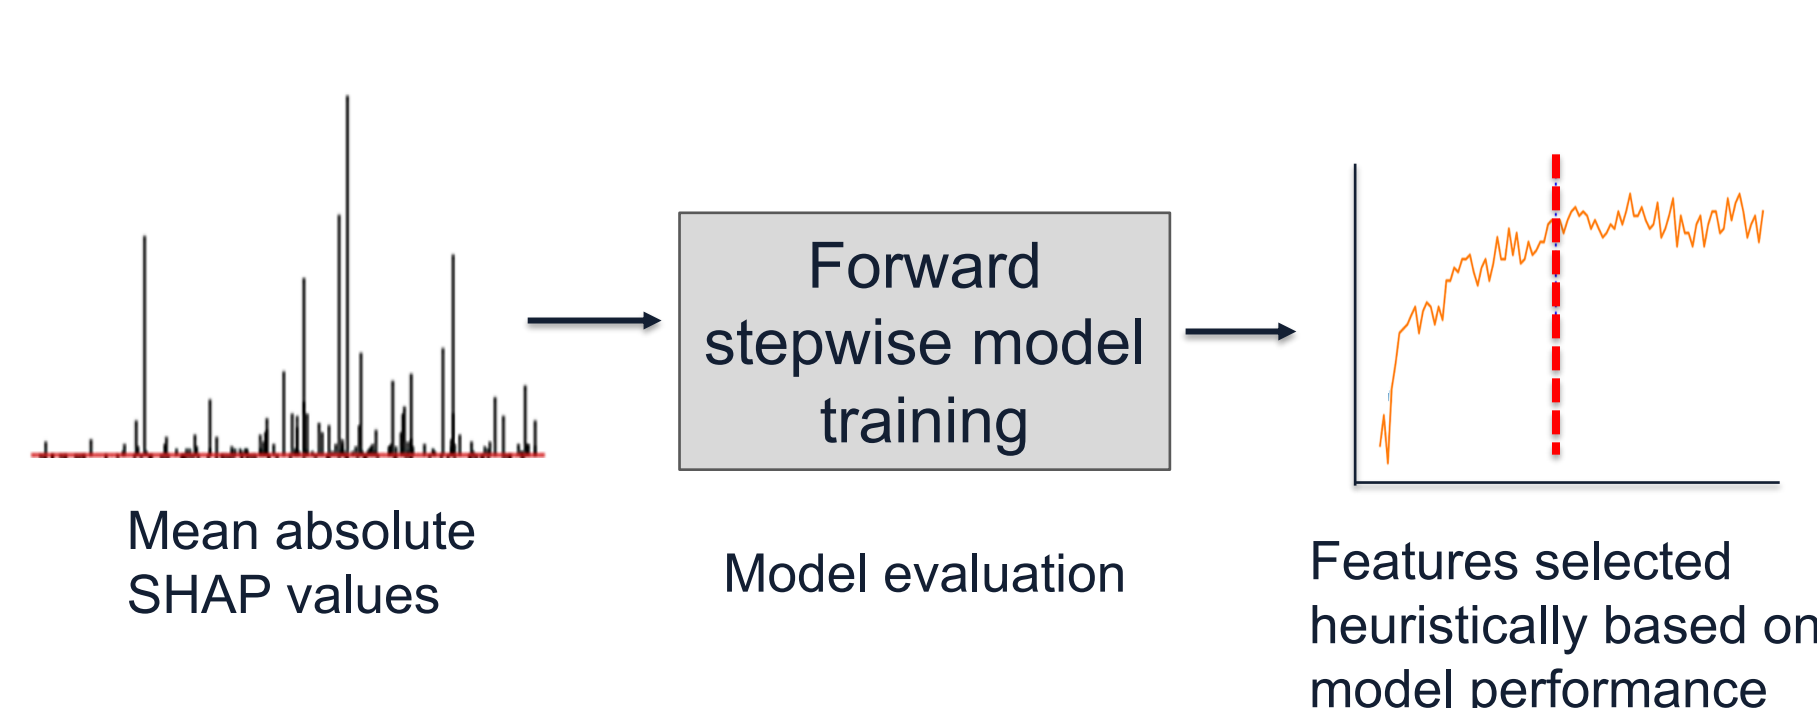 Forward
stepwise model
training
Mean absolute
SHAP values
Model evaluation
Features selected
heuristically based on
model performance